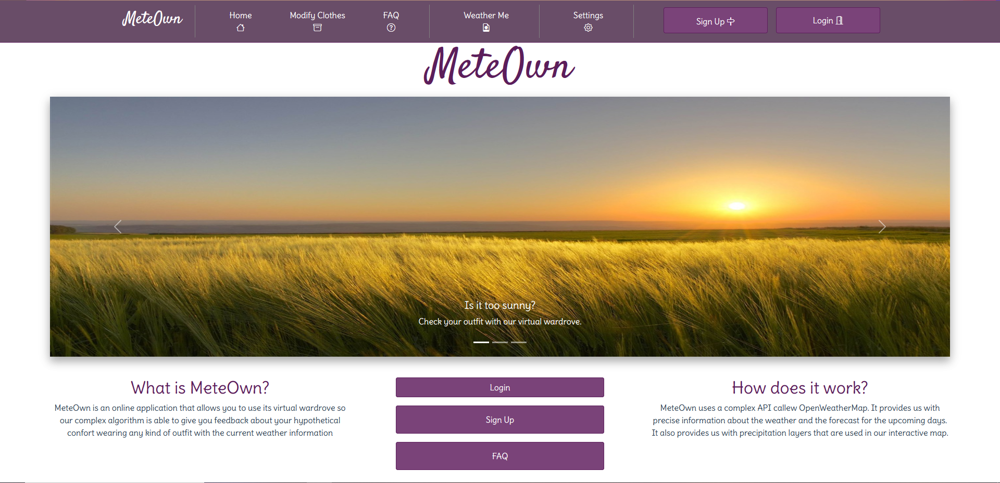 MeteOwn
Home
Modify Clothes
FAQ
Weather Me
Settings
Sign Up
Login
MeteOwn
Is it too sunny?
Check your outfit with our virtual wardrove.
What is MeteOwn?
MeteOwn is an online application that allows you to use its virtual wardrove so
our complex algorithm is able to give you feedback about your hypothetical
confort wearing any kind of outfit with the current weather information
Login
Sign Up
FAQ
How does it work?
MeteOwn uses a complex API callew OpenWeatherMap. It provides us with
precise information about the weather and the forecast for the upcoming days.
It also provides us with precipitation layers that are used in our interactive map.